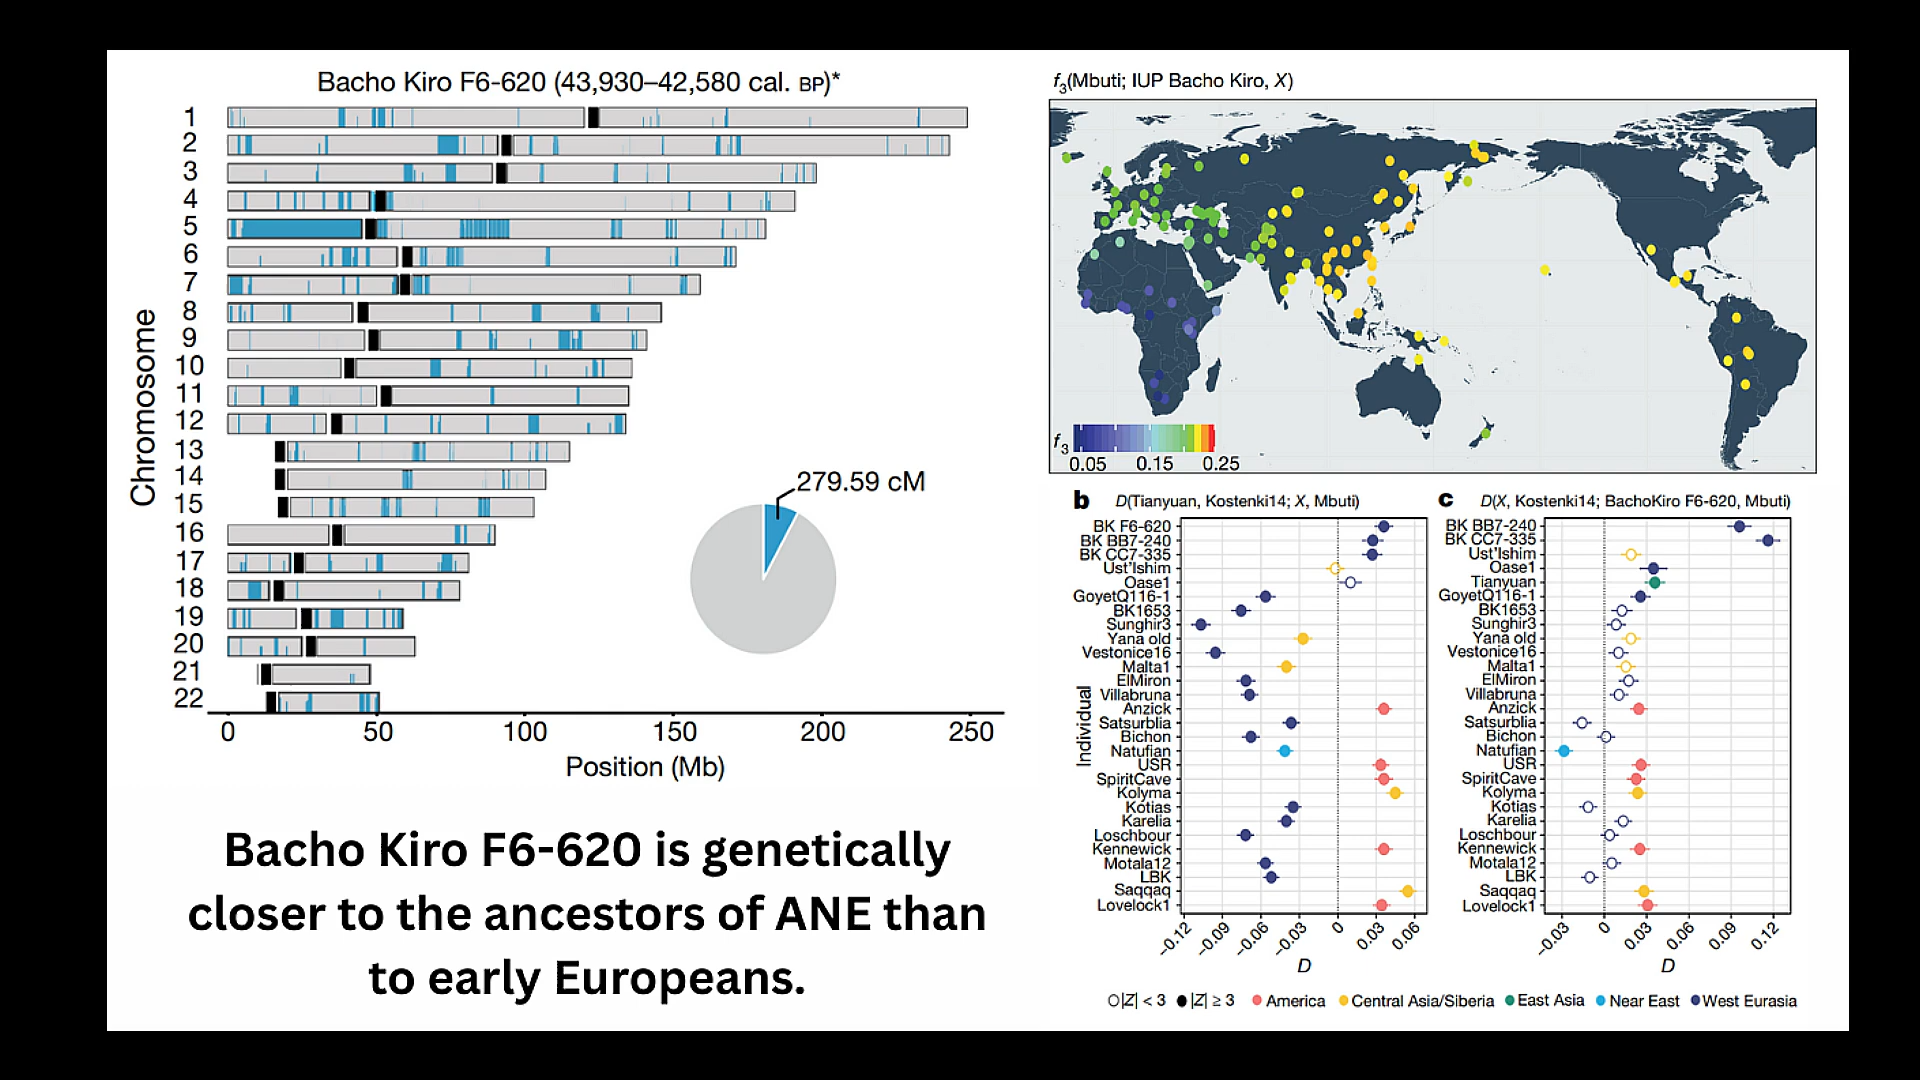 Bacho Kiro F6-620 (43,930–42,580 cal. BP)*
Chromosome
1
2
3
4
5
6
7
8
9
10
11
12
13
14
15
16
17
18
19
20
21
22
279.59 cM
0 50 100 150 200 250
Position (Mb)
Bacho Kiro F6-620 is genetically
closer to the ancestors of ANE than
to early Europeans.
f3(Mbuti; IUP Bacho Kiro, X)
f3
0.05 0.15 0.25
b D(Tianyuan, Kostenki14; X, Mbuti)
Individual
BK F6-620
BK BB7-240
BK CC7-335
Ust'Ishim
Oase1
GoyetQ116-1
BK1653
Sunghir3
Yana old
Vestonice16
Malta1
ElMiron
Villabruna
Anzick
Satsurblia
Bichon
Natufian
USR
SpiritCave
Kolyma
Kotias
Karelia
Loschbour
Kennewick
Motala12
LBK
Saqqaq
Lovelock1
−0.12 −0.09 −0.06 −0.03 0 0.03 0.06
D
c D(X, Kostenki14; BachoKiro F6-620, Mbuti)
BK BB7-240
BK CC7-335
Ust'Ishim
Oase1
Tianyuan
GoyetQ116-1
BK1653
Sunghir3
Yana old
Vestonice16
Malta1
ElMiron
Villabruna
Anzick
Satsurblia
Bichon
Natufian
USR
SpiritCave
Kolyma
Kotias
Karelia
Loschbour
Kennewick
Motala12
LBK
Saqqaq
Lovelock1
−0.03 0 0.03 0.06 0.09 0.12
D
|Z| < 3 |Z| ≥ 3 America Central Asia/Siberia East Asia Near East West Eurasia